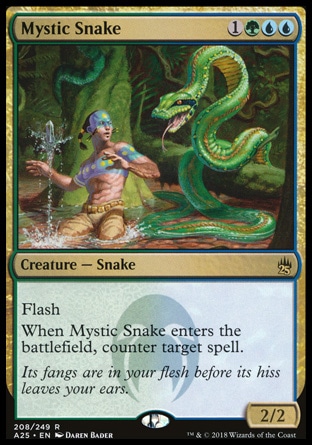 Mystic Snake 1
Creature — Snake
25
Flash
When Mystic Snake enters the
battlefield, counter target spell.
Its fangs are in your flesh before its hiss
leaves your ears.
2/2
208/249 R
A25 • EN Daren Bader
™ & © 2018 Wizards of the Coast